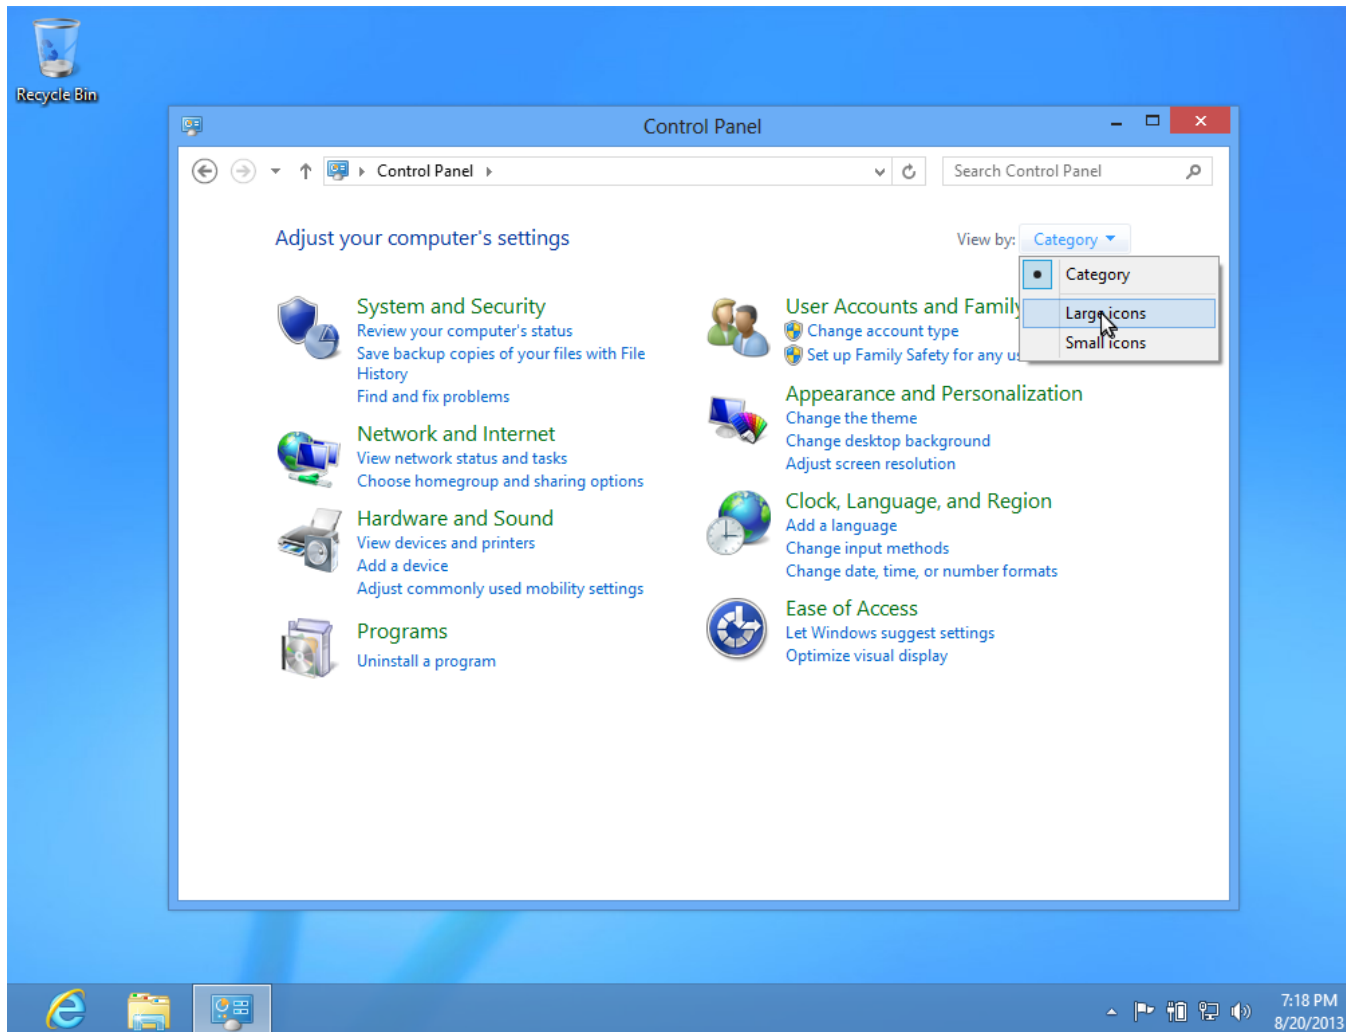 Recycle Bin
Control Panel
Control Panel
Search Control Panel
Adjust your computer's settings
View by:
Category
Category
Large icons
Small icons
System and Security
Review your computer's status
Save backup copies of your files with File
History
Find and fix problems
Network and Internet
View network status and tasks
Choose homegroup and sharing options
Hardware and Sound
View devices and printers
Add a device
Adjust commonly used mobility settings
Programs
Uninstall a program
User Accounts and Family
Change account type
Set up Family Safety for any
Appearance and Personalization
Change the theme
Change desktop background
Adjust screen resolution
Clock, Language, and Region
Add a language
Change input methods
Change date, time, or number formats
Ease of Access
Let Windows suggest settings
Optimize visual display
7:18 PM
8/20/2013